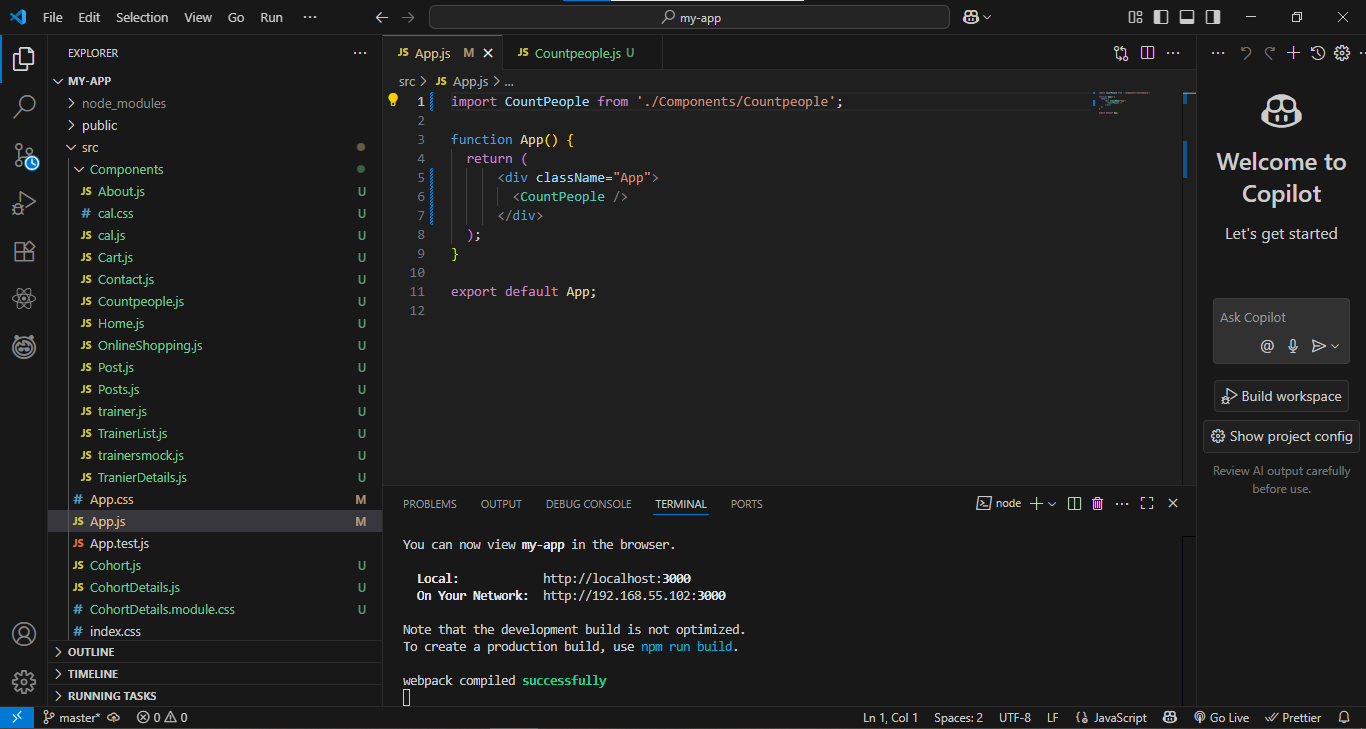 File Edit Selection View Go Run ··· my-app
EXPLORER ···
MY-APP
node_modules
public
src
Components
JS About.js U
# cal.css U
JS cal.js U
JS Cart.js U
JS Contact.js U
JS Countpeople.js U
JS Home.js U
JS OnlineShopping.js U
JS Post.js U
JS Posts.js U
JS trainer.js U
JS TrainerList.js U
JS trainersmock.js U
JS TranierDetails.js U
# App.css M
JS App.js M
JS App.test.js
JS Cohort.js U
JS CohortDetails.js U
# CohortDetails.module.css U
# index.css
OUTLINE
TIMELINE
RUNNING TASKS
JS App.js M JS Countpeople.js U
src > JS App.js > ...
1 import CountPeople from './Components/Countpeople';
2
3 function App() {
4 return (
5 <div className="App">
6 <CountPeople />
7 </div>
8 );
9 }
10
11 export default App;
12
PROBLEMS OUTPUT DEBUG CONSOLE TERMINAL PORTS node
You can now view my-app in the browser.
Local: http://localhost:3000
On Your Network: http://192.168.55.102:3000
Note that the development build is not optimized.
To create a production build, use npm run build.
webpack compiled successfully
Welcome to
Copilot
Let's get started
Ask Copilot
@
Build workspace
Show project config
Review AI output carefully
before use.
master* 0 0 Ln 1, Col 1 Spaces: 2 UTF-8 LF {} JavaScript Go Live Prettier